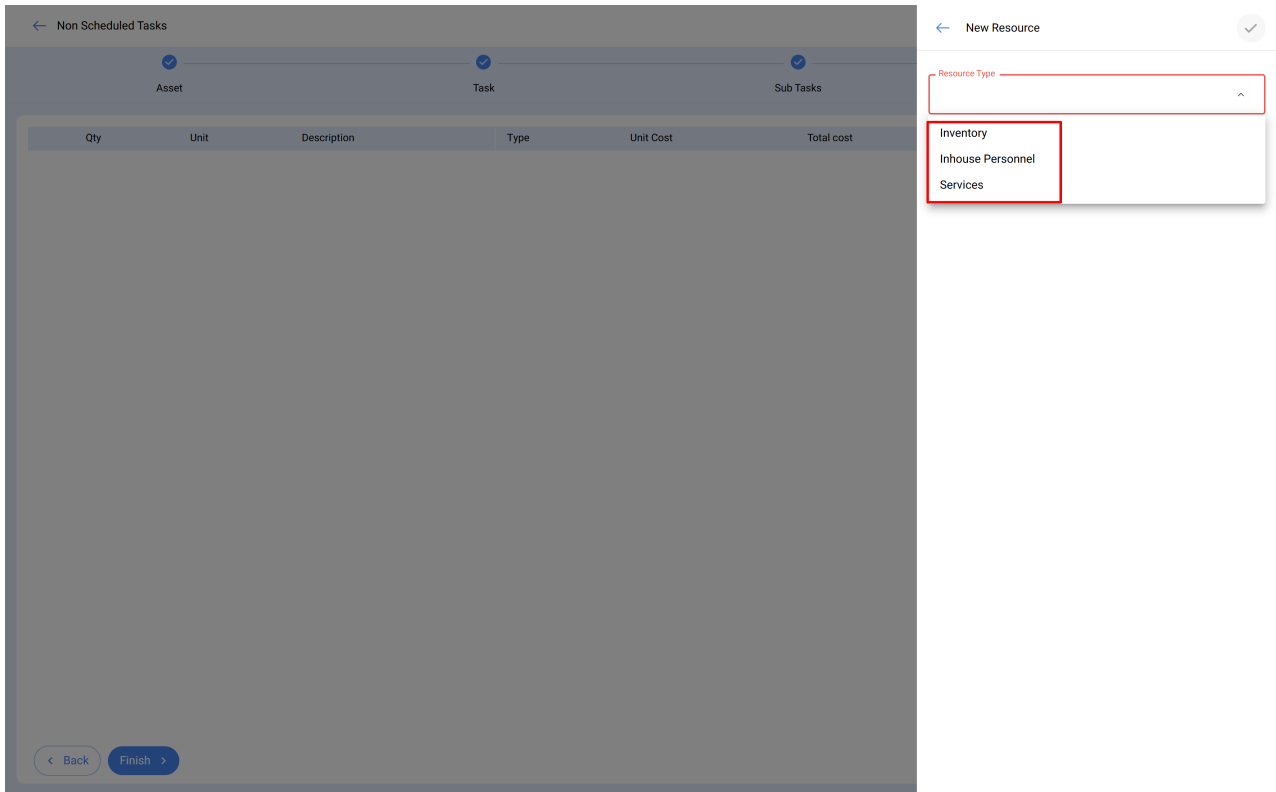 Non Scheduled Tasks
Asset
Task
Sub Tasks
Qty Unit Description Type Unit Cost Total cost
Back
Finish
New Resource
Resource Type
Inventory
Inhouse Personnel
Services